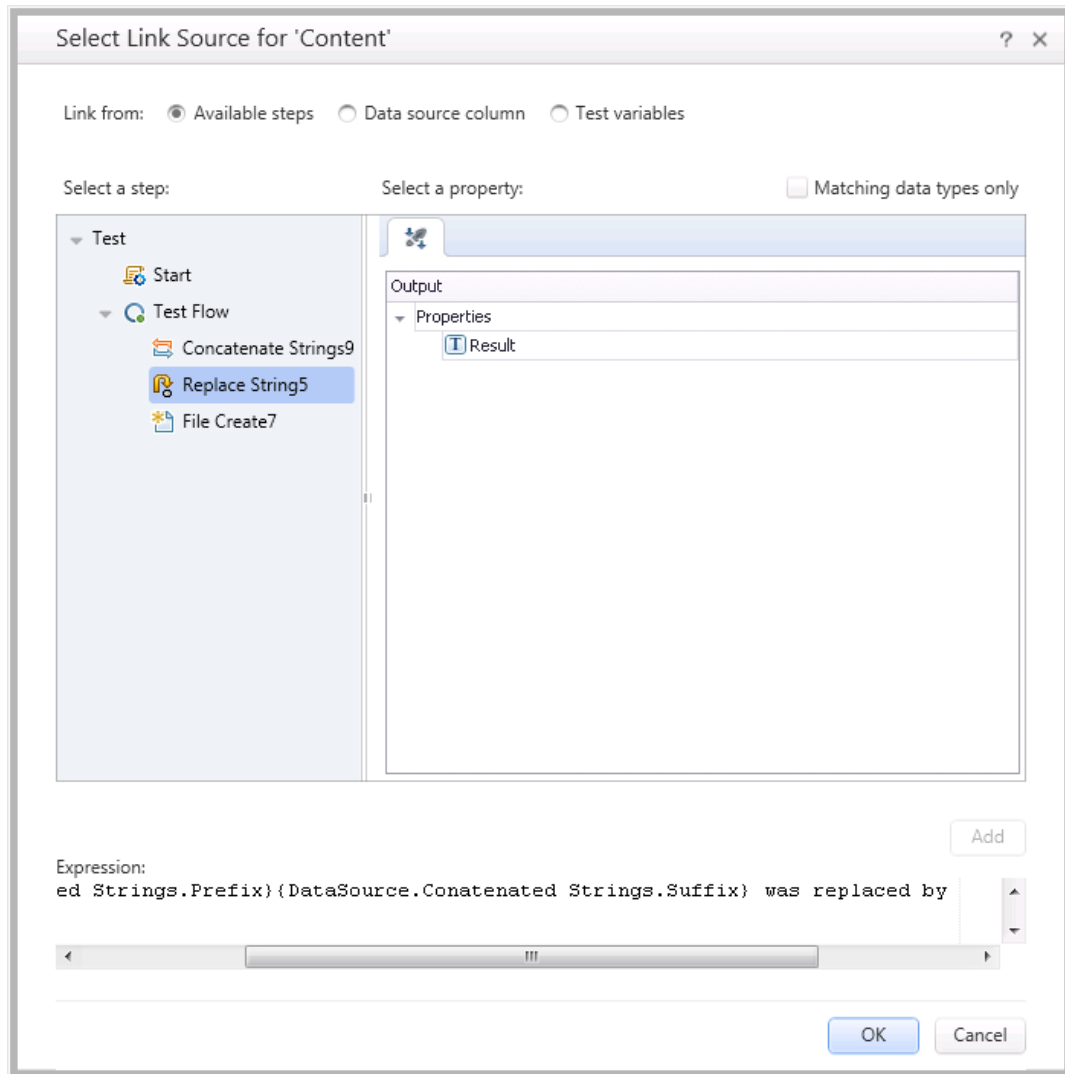 Select Link Source for 'Content' ? ×
Link from: Available steps Data source column Test variables
Select a step: Select a property: Matching data types only
Test
Start
Test Flow
Concatenate Strings9
Replace String5
File Create7
Output
Properties
T Result
Add
Expression:
ed Strings.Prefix}{DataSource.Conatenated Strings.Suffix} was replaced by
OK Cancel